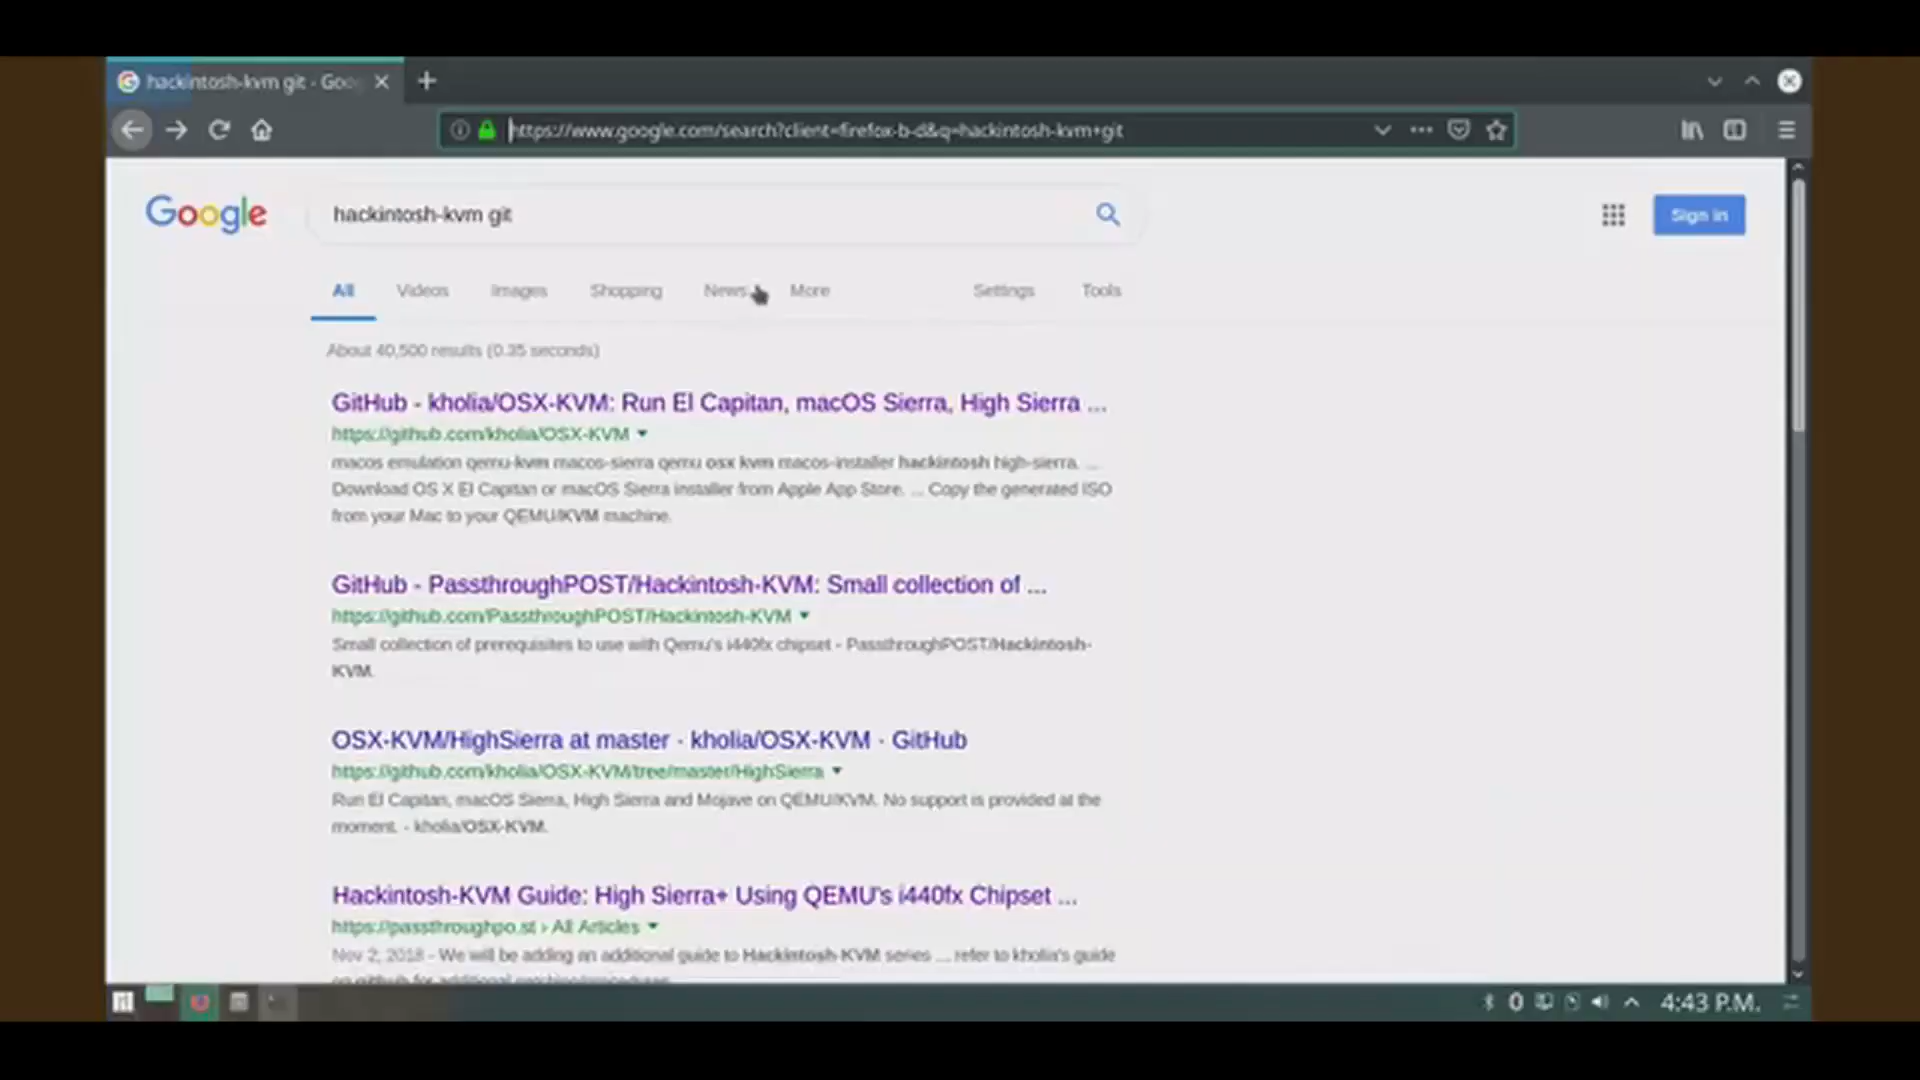 hackintosh-kvm git - Goo
https://www.google.com/search?client=firefox-b-d&q=hackintosh-kvm+git
Google
hackintosh-kvm git
Sign in
All Videos Images Shopping News More Settings Tools
About 40,500 results (0.35 seconds)
GitHub - kholia/OSX-KVM: Run El Capitan, macOS Sierra, High Sierra ...
https://github.com/kholia/OSX-KVM
macos emulation qemu-kvm macos-sierra qemu osx kvm macos-installer hackintosh high-sierra. ...
Download OS X El Capitan or macOS Sierra installer from Apple App Store. ... Copy the generated ISO
from your Mac to your QEMU/KVM machine.
GitHub - PassthroughPOST/Hackintosh-KVM: Small collection of ...
https://github.com/PassthroughPOST/Hackintosh-KVM
Small collection of prerequisites to use with Qemu's i440fx chipset - PassthroughPOST/Hackintosh-
KVM.
OSX-KVM/HighSierra at master · kholia/OSX-KVM · GitHub
https://github.com/kholia/OSX-KVM/tree/master/HighSierra
Run El Capitan, macOS Sierra, High Sierra and Mojave on QEMU/KVM. No support is provided at the
moment. - kholia/OSX-KVM.
Hackintosh-KVM Guide: High Sierra+ Using QEMU's i440fx Chipset ...
https://passthroughpo.st › All Articles
Nov 2, 2018 - We will be adding an additional guide to Hackintosh-KVM series ... refer to kholia's guide
on github for additional
4:43 P.M.